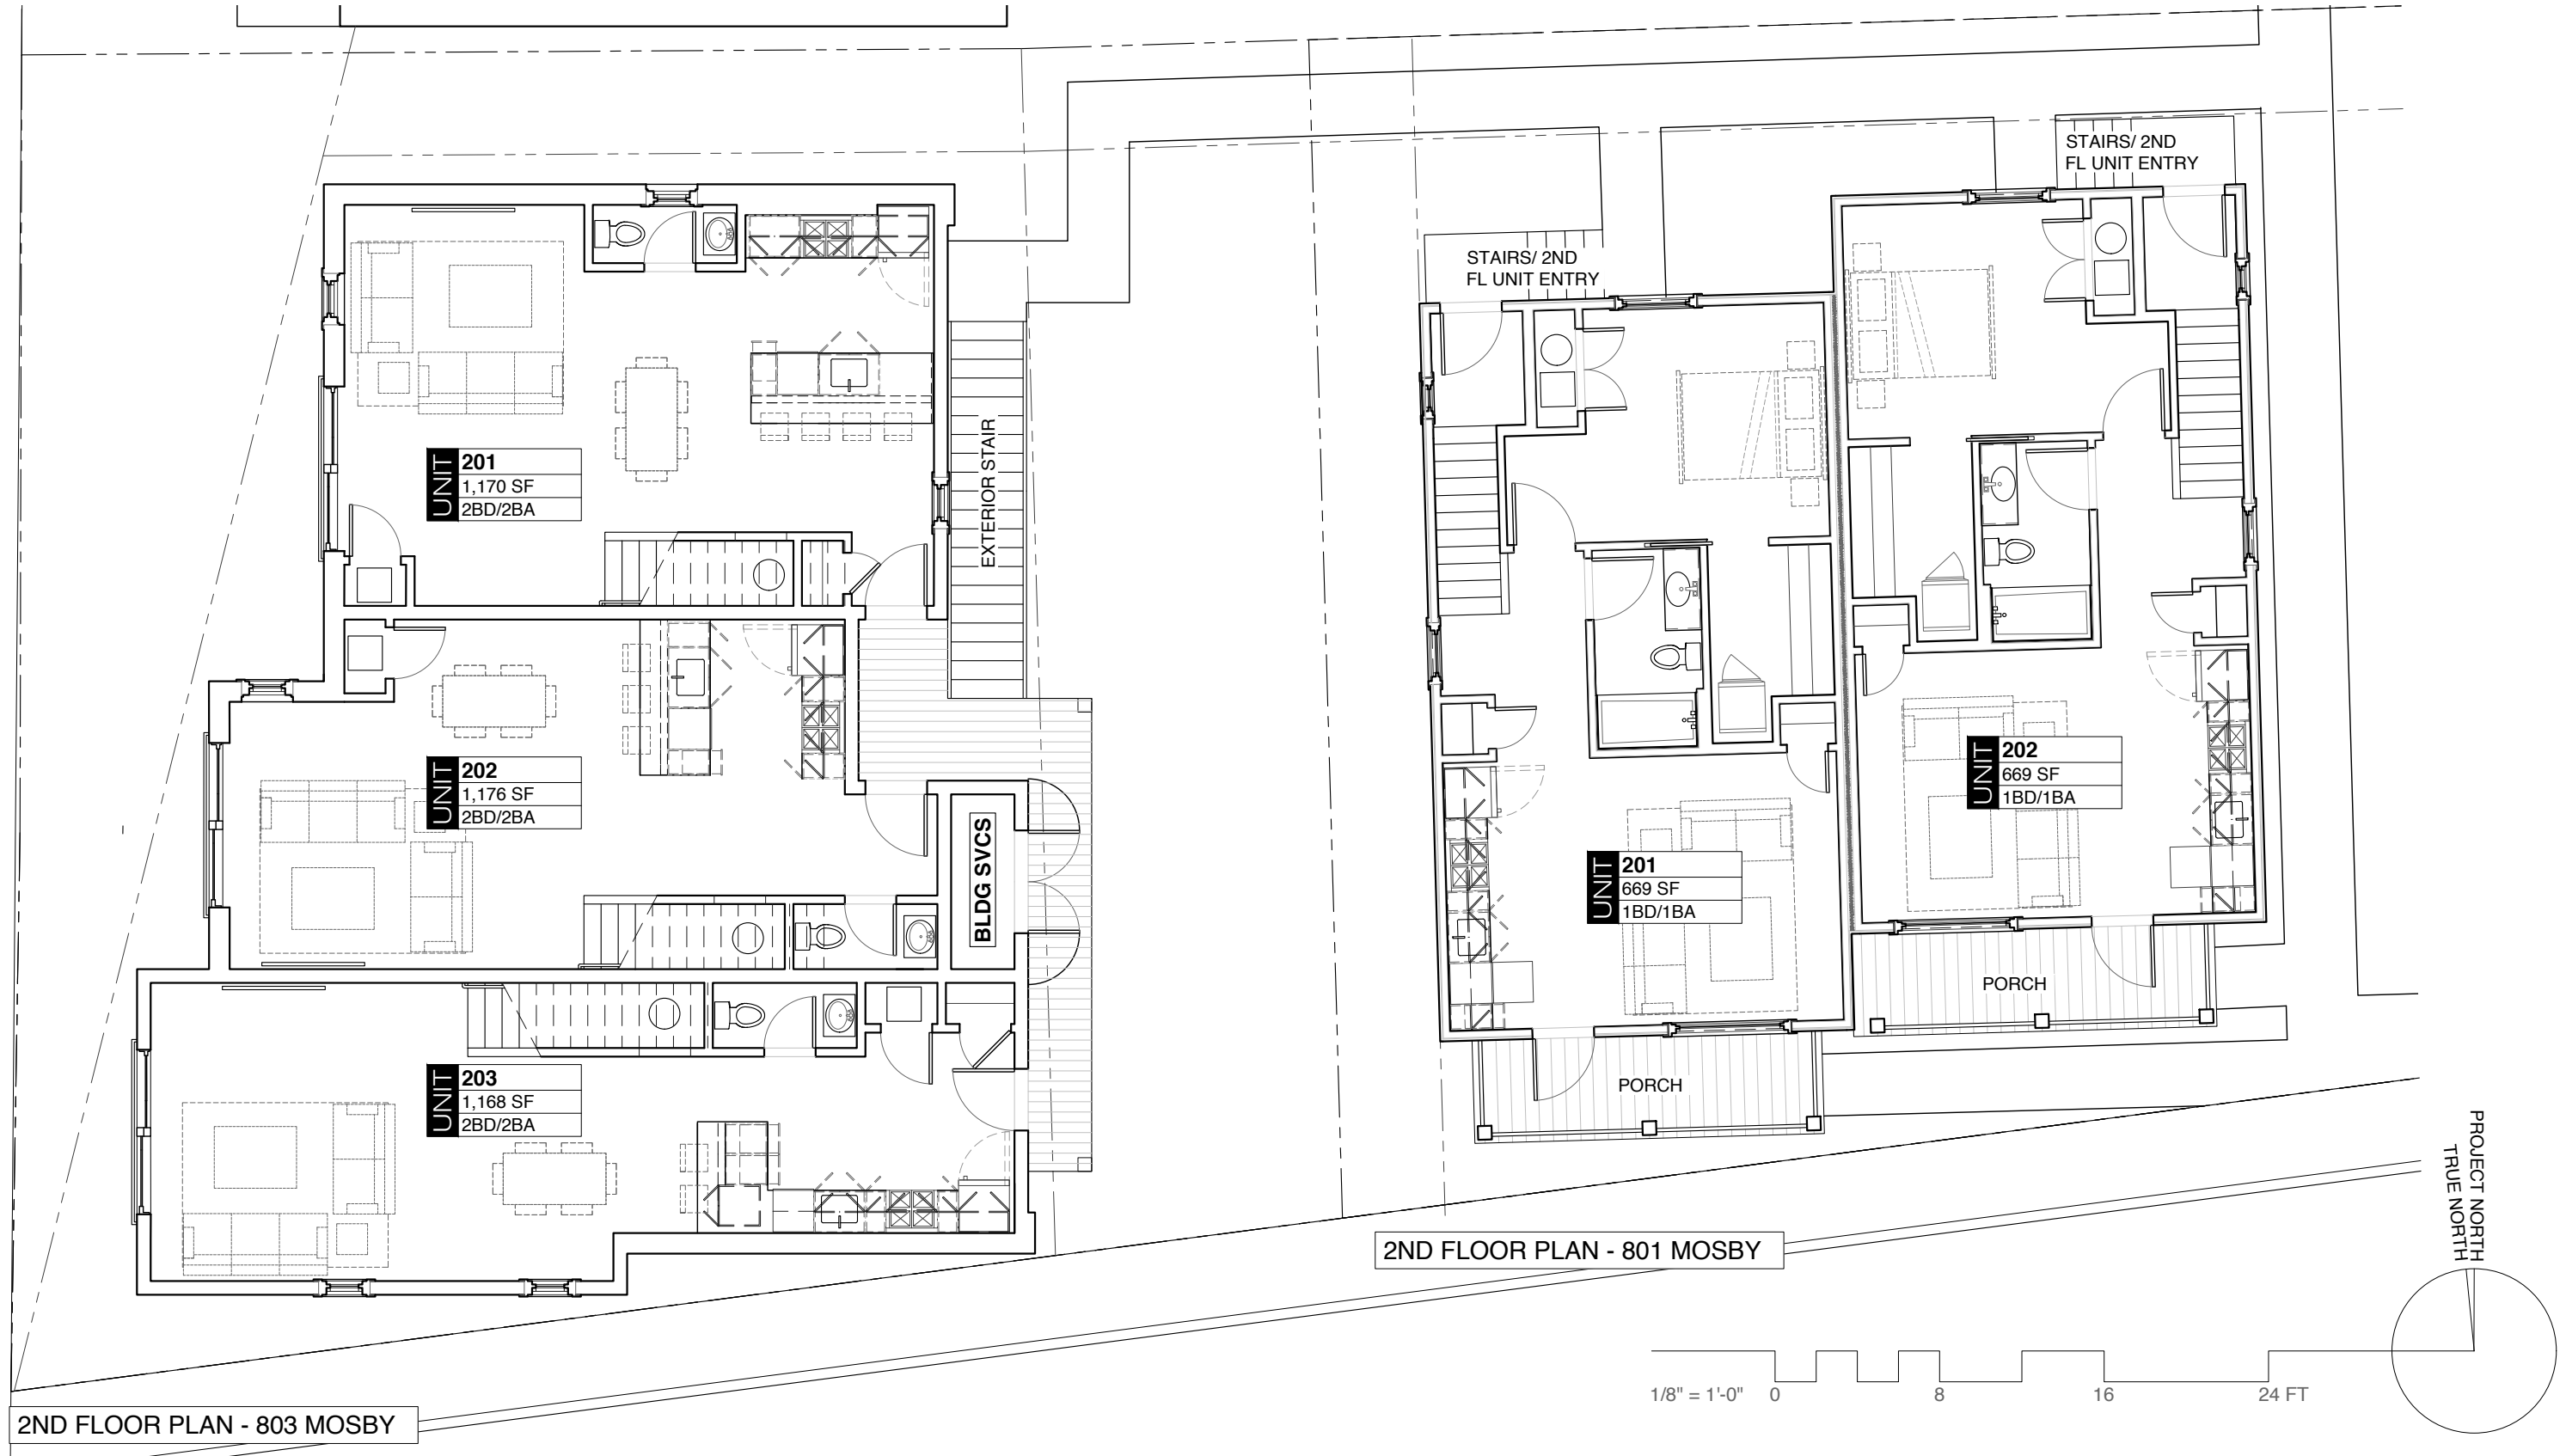 STAIRS/ 2ND
FL UNIT ENTRY
STAIRS/ 2ND
FL UNIT ENTRY
UNIT
201
1,170 SF
2BD/2BA
EXTERIOR STAIR
UNIT
202
1,176 SF
2BD/2BA
BLDG SVCS
UNIT
203
1,168 SF
2BD/2BA
UNIT
202
669 SF
1BD/1BA
UNIT
201
669 SF
1BD/1BA
PORCH
PORCH
PROJECT NORTH
TRUE NORTH
2ND FLOOR PLAN - 801 MOSBY
1/8" = 1'-0" 0 8 16 24 FT
2ND FLOOR PLAN - 803 MOSBY